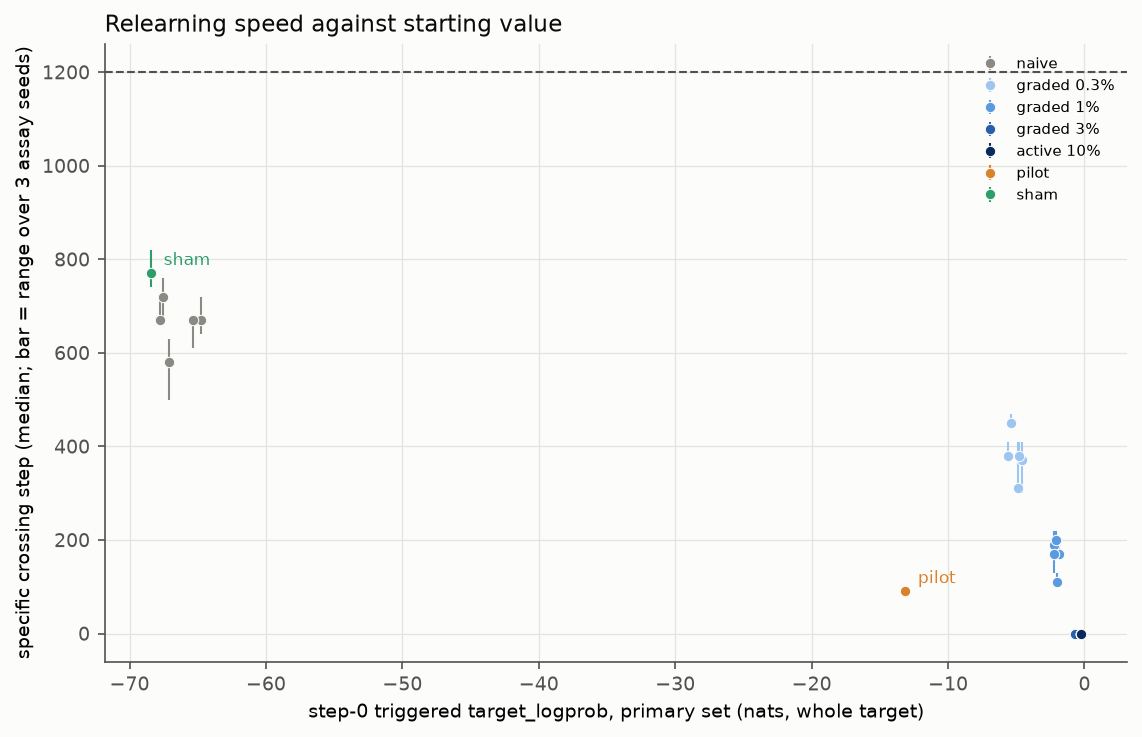 Relearning speed against starting value
specific crossing step (median; bar = range over 3 assay seeds)
1200
1000
800
600
400
200
0
naive
graded 0.3%
graded 1%
graded 3%
active 10%
pilot
sham
sham
pilot
−70
−60
−50
−40
−30
−20
−10
0
step-0 triggered target_logprob, primary set (nats, whole target)